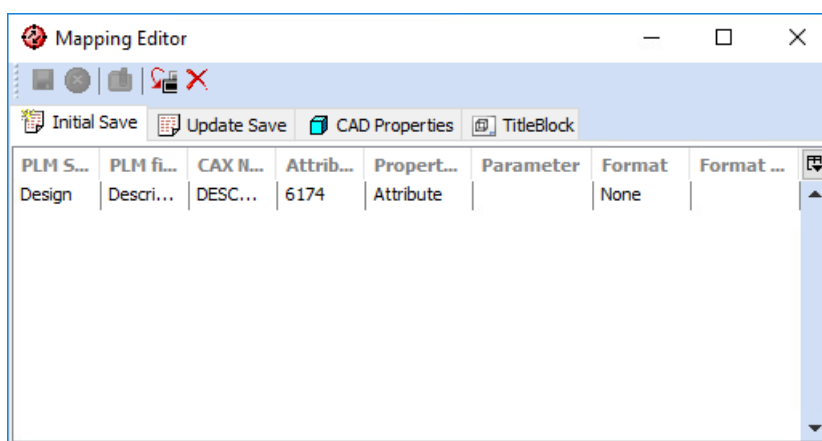 Mapping Editor
Initial Save Update Save CAD Properties TitleBlock
PLM S... PLM fi... CAX N... Attrib... Propert... Parameter Format Format ...
Design Descri... DESC... 6174 Attribute None